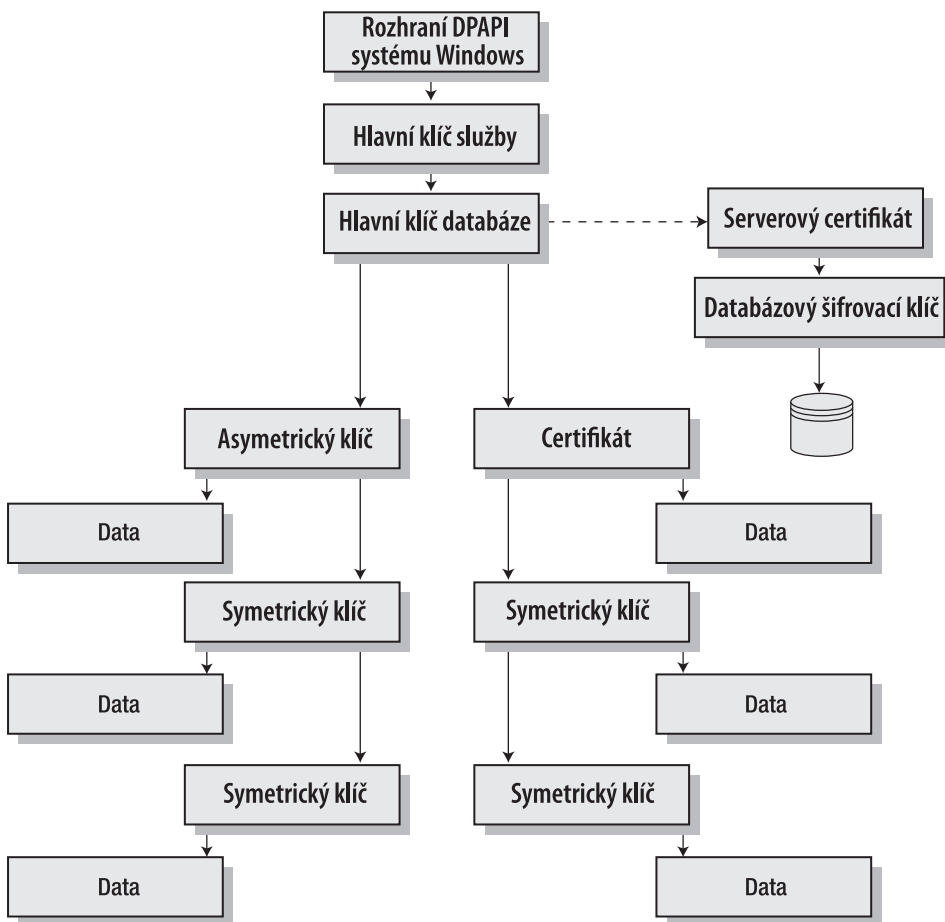 Rozhraní DPAPI
systému Windows
Hlavní klíč služby
Hlavní klíč databáze
Serverový certifikát
Databázový šifrovací klíč
Asymetrický klíč
Certifikát
Data
Data
Symetrický klíč
Symetrický klíč
Data
Data
Symetrický klíč
Symetrický klíč
Data
Data